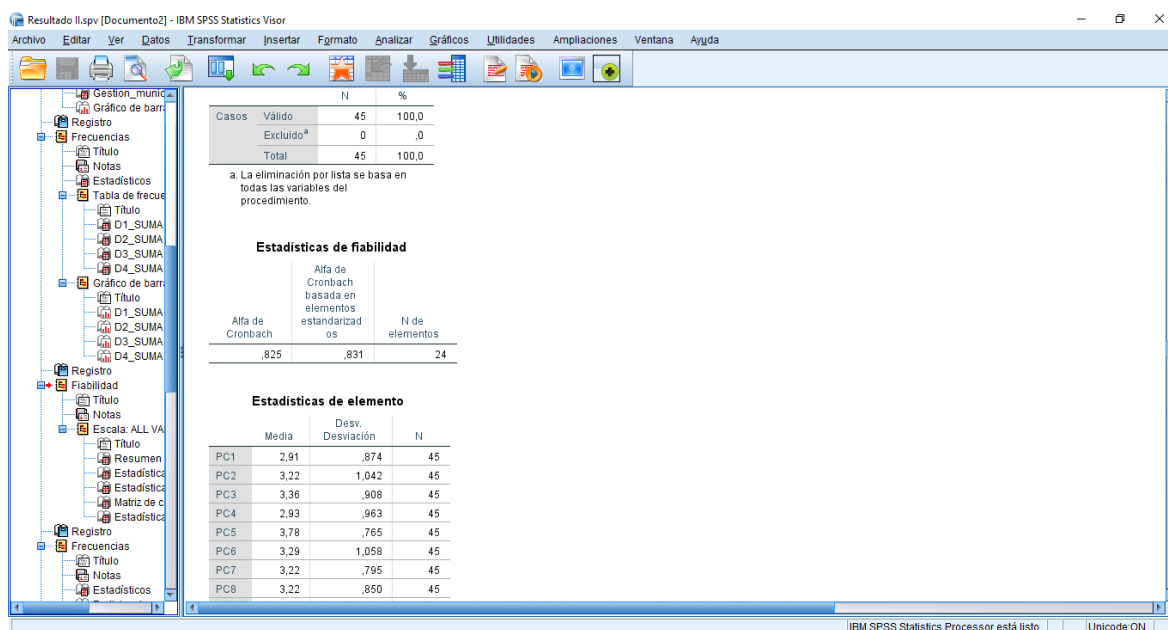 Resultado II.spv [Documento2] - IBM SPSS Statistics Visor
Archivo Editar Ver Datos Transformar Insertar Formato Analizar Gráficos Utilidades Ampliaciones Ventana Ayuda
Gestion_munic
Gráfico de barr
Registro
Frecuencias
Título
Notas
Estadísticos
Tabla de frecue
Título
D1_SUMA
D2_SUMA
D3_SUMA
D4_SUMA
Gráfico de barr
Título
D1_SUMA
D2_SUMA
D3_SUMA
D4_SUMA
Registro
Fiabilidad
Título
Notas
Escala: ALL VA
Título
Resumen
Estadística
Estadística
Matriz de c
Estadística
Registro
Frecuencias
Título
Notas
Estadísticos
N %
Casos Válido 45 100,0
Excluidoª 0 ,0
Total 45 100,0
a. La eliminación por lista se basa en
todas las variables del
procedimiento.
Estadísticas de fiabilidad
Alfa de
Cronbach
Alfa de
Cronbach
basada en
elementos
estandarizad
os
N de
elementos
,825 ,831 24
Estadísticas de elemento
Media
Desv.
Desviación
N
PC1 2,91 ,874 45
PC2 3,22 1,042 45
PC3 3,36 ,908 45
PC4 2,93 ,963 45
PC5 3,78 ,765 45
PC6 3,29 1,058 45
PC7 3,22 ,795 45
PC8 3,22 ,850 45
IBM SPSS Statistics Processor está listo Unicode:ON